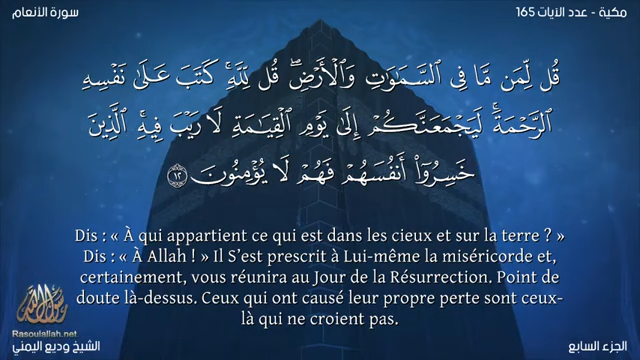 مكية - عدد الآيات 165
سورة الأنعام
قُل لِّمَن مَّا فِي ٱلسَّمَـٰوَٰتِ وَٱلْأَرْضِ ۖ قُل لِّلَّهِ ۚ كَتَبَ عَلَىٰ نَفْسِهِ
ٱلرَّحْمَةَ ۚ لَيَجْمَعَنَّكُمْ إِلَىٰ يَوْمِ ٱلْقِيَـٰمَةِ لَا رَيْبَ فِيهِ ۚ ٱلَّذِينَ
خَسِرُوٓا۟ أَنفُسَهُمْ فَهُمْ لَا يُؤْمِنُونَ ١٢
Dis : « À qui appartient ce qui est dans les cieux et sur la terre ? »
Dis : « À Allah ! » Il S’est prescrit à Lui-même la miséricorde et,
certainement, vous réunira au Jour de la Résurrection. Point de
doute là-dessus. Ceux qui ont causé leur propre perte sont ceux-
là qui ne croient pas.
رسول الله
Rasoulallah.net
الجزء السابع
الشيخ وديع اليمني